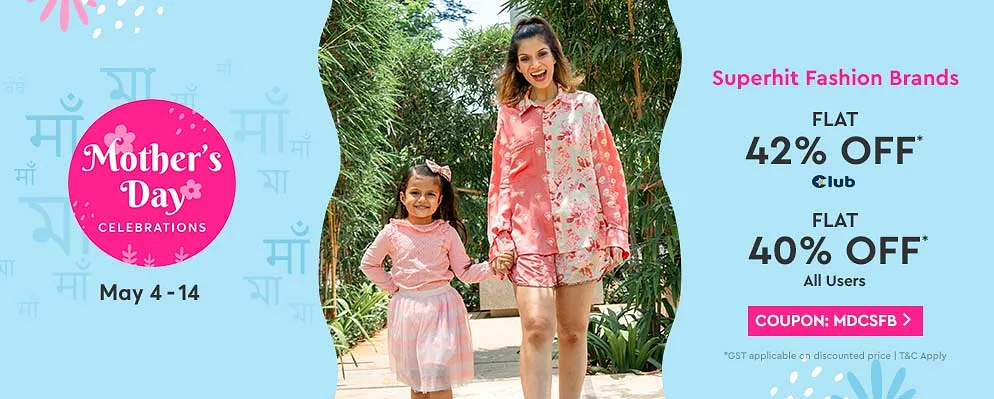 মা
माँ
Mother's
Day
CELEBRATIONS
May 4 - 14
Superhit Fashion Brands
FLAT
42% OFF*
Club
FLAT
40% OFF*
All Users
COUPON: MDCSFB >
*GST applicable on discounted price | T&C Apply